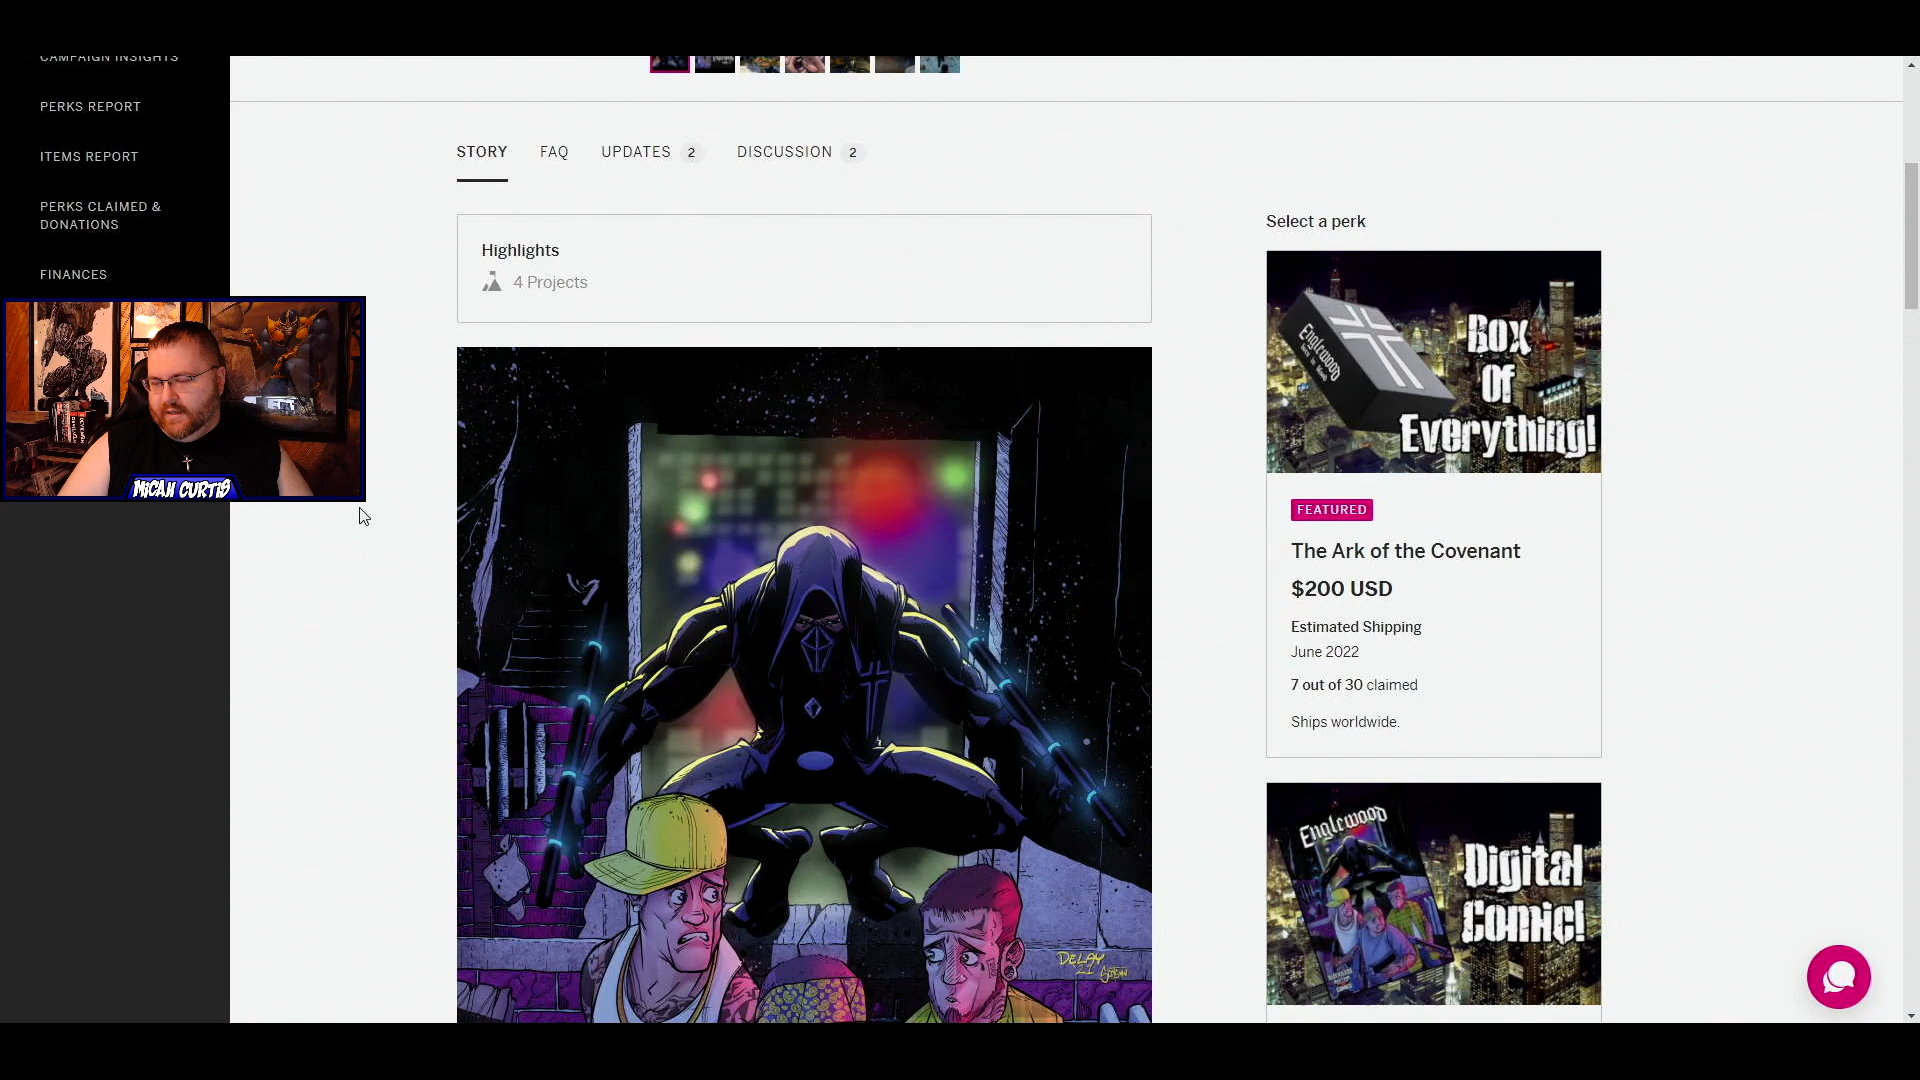 CAMPAIGN INSIGHTS
PERKS REPORT
ITEMS REPORT
PERKS CLAIMED &
DONATIONS
FINANCES
MICAH CURTIS
STORY
FAQ
UPDATES 2
DISCUSSION 2
Highlights
4 Projects
DELAY
21
Select a perk
Englewood
Box
Of
Everything!
FEATURED
The Ark of the Covenant
$200 USD
Estimated Shipping
June 2022
7 out of 30 claimed
Ships worldwide.
Englewood
Digital
Comic!